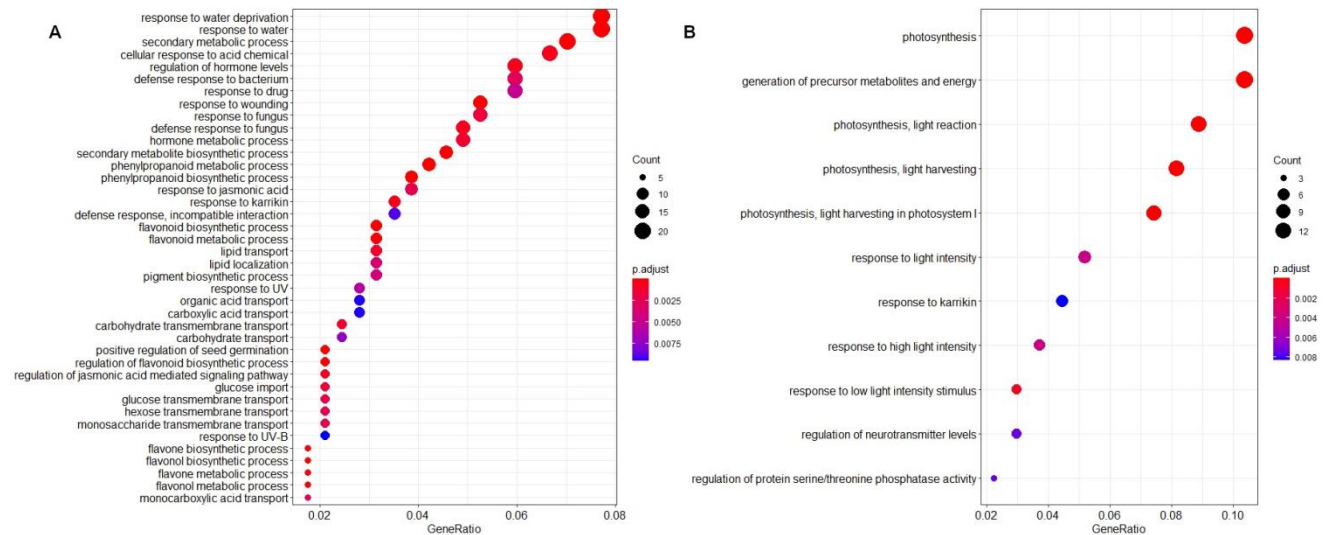 A
response to water deprivation
response to water
secondary metabolic process
cellular response to acid chemical
regulation of hormone levels
defense response to bacterium
response to drug
response to wounding
response to fungus
defense response to fungus
hormone metabolic process
secondary metabolite biosynthetic process
phenylpropanoid metabolic process
phenylpropanoid biosynthetic process
response to jasmonic acid
response to karrikin
defense response, incompatible interaction
flavonoid biosynthetic process
flavonoid metabolic process
lipid transport
lipid localization
pigment biosynthetic process
response to UV
organic acid transport
carboxylic acid transport
carbohydrate transmembrane transport
carbohydrate transport
positive regulation of seed germination
regulation of flavonoid biosynthetic process
regulation of jasmonic acid mediated signaling pathway
glucose import
glucose transmembrane transport
hexose transmembrane transport
monosaccharide transmembrane transport
response to UV-B
flavone biosynthetic process
flavonol biosynthetic process
flavone metabolic process
flavonol metabolic process
monocarboxylic acid transport
0.02 0.04 0.06 0.08
GeneRatio
Count
5
10
15
20
p.adjust
0.0025
0.0050
0.0075
B
photosynthesis
generation of precursor metabolites and energy
photosynthesis, light reaction
photosynthesis, light harvesting
photosynthesis, light harvesting in photosystem I
response to light intensity
response to karrikin
response to high light intensity
response to low light intensity stimulus
regulation of neurotransmitter levels
regulation of protein serine/threonine phosphatase activity
0.02 0.04 0.06 0.08 0.10
GeneRatio
Count
3
6
9
12
p.adjust
0.002
0.004
0.006
0.008